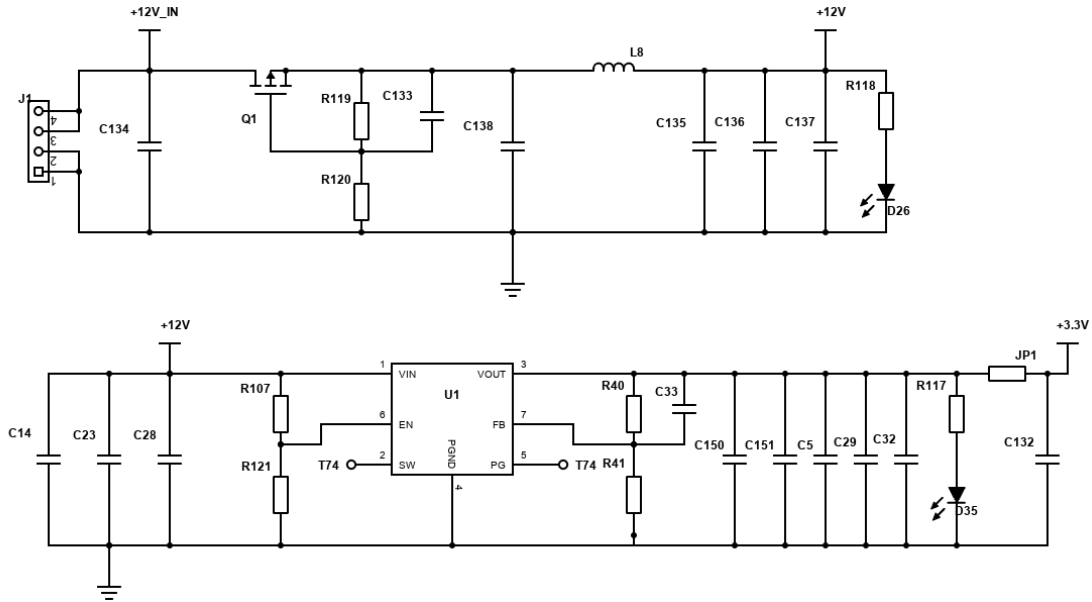 +12V_IN
+12V
L8
J1
4
3
2
1
C134
Q1
R119
C133
R120
C138
C135
C136
C137
R118
D26
+12V
+3.3V
JP1
C14
C23
C28
R107
R121
1
VIN
VOUT
3
U1
6
EN
FB
7
T74
2
SW
PGND
PG
5
T74
4
R40
C33
R41
C150
C151
C5
C29
C32
R117
D35
C132